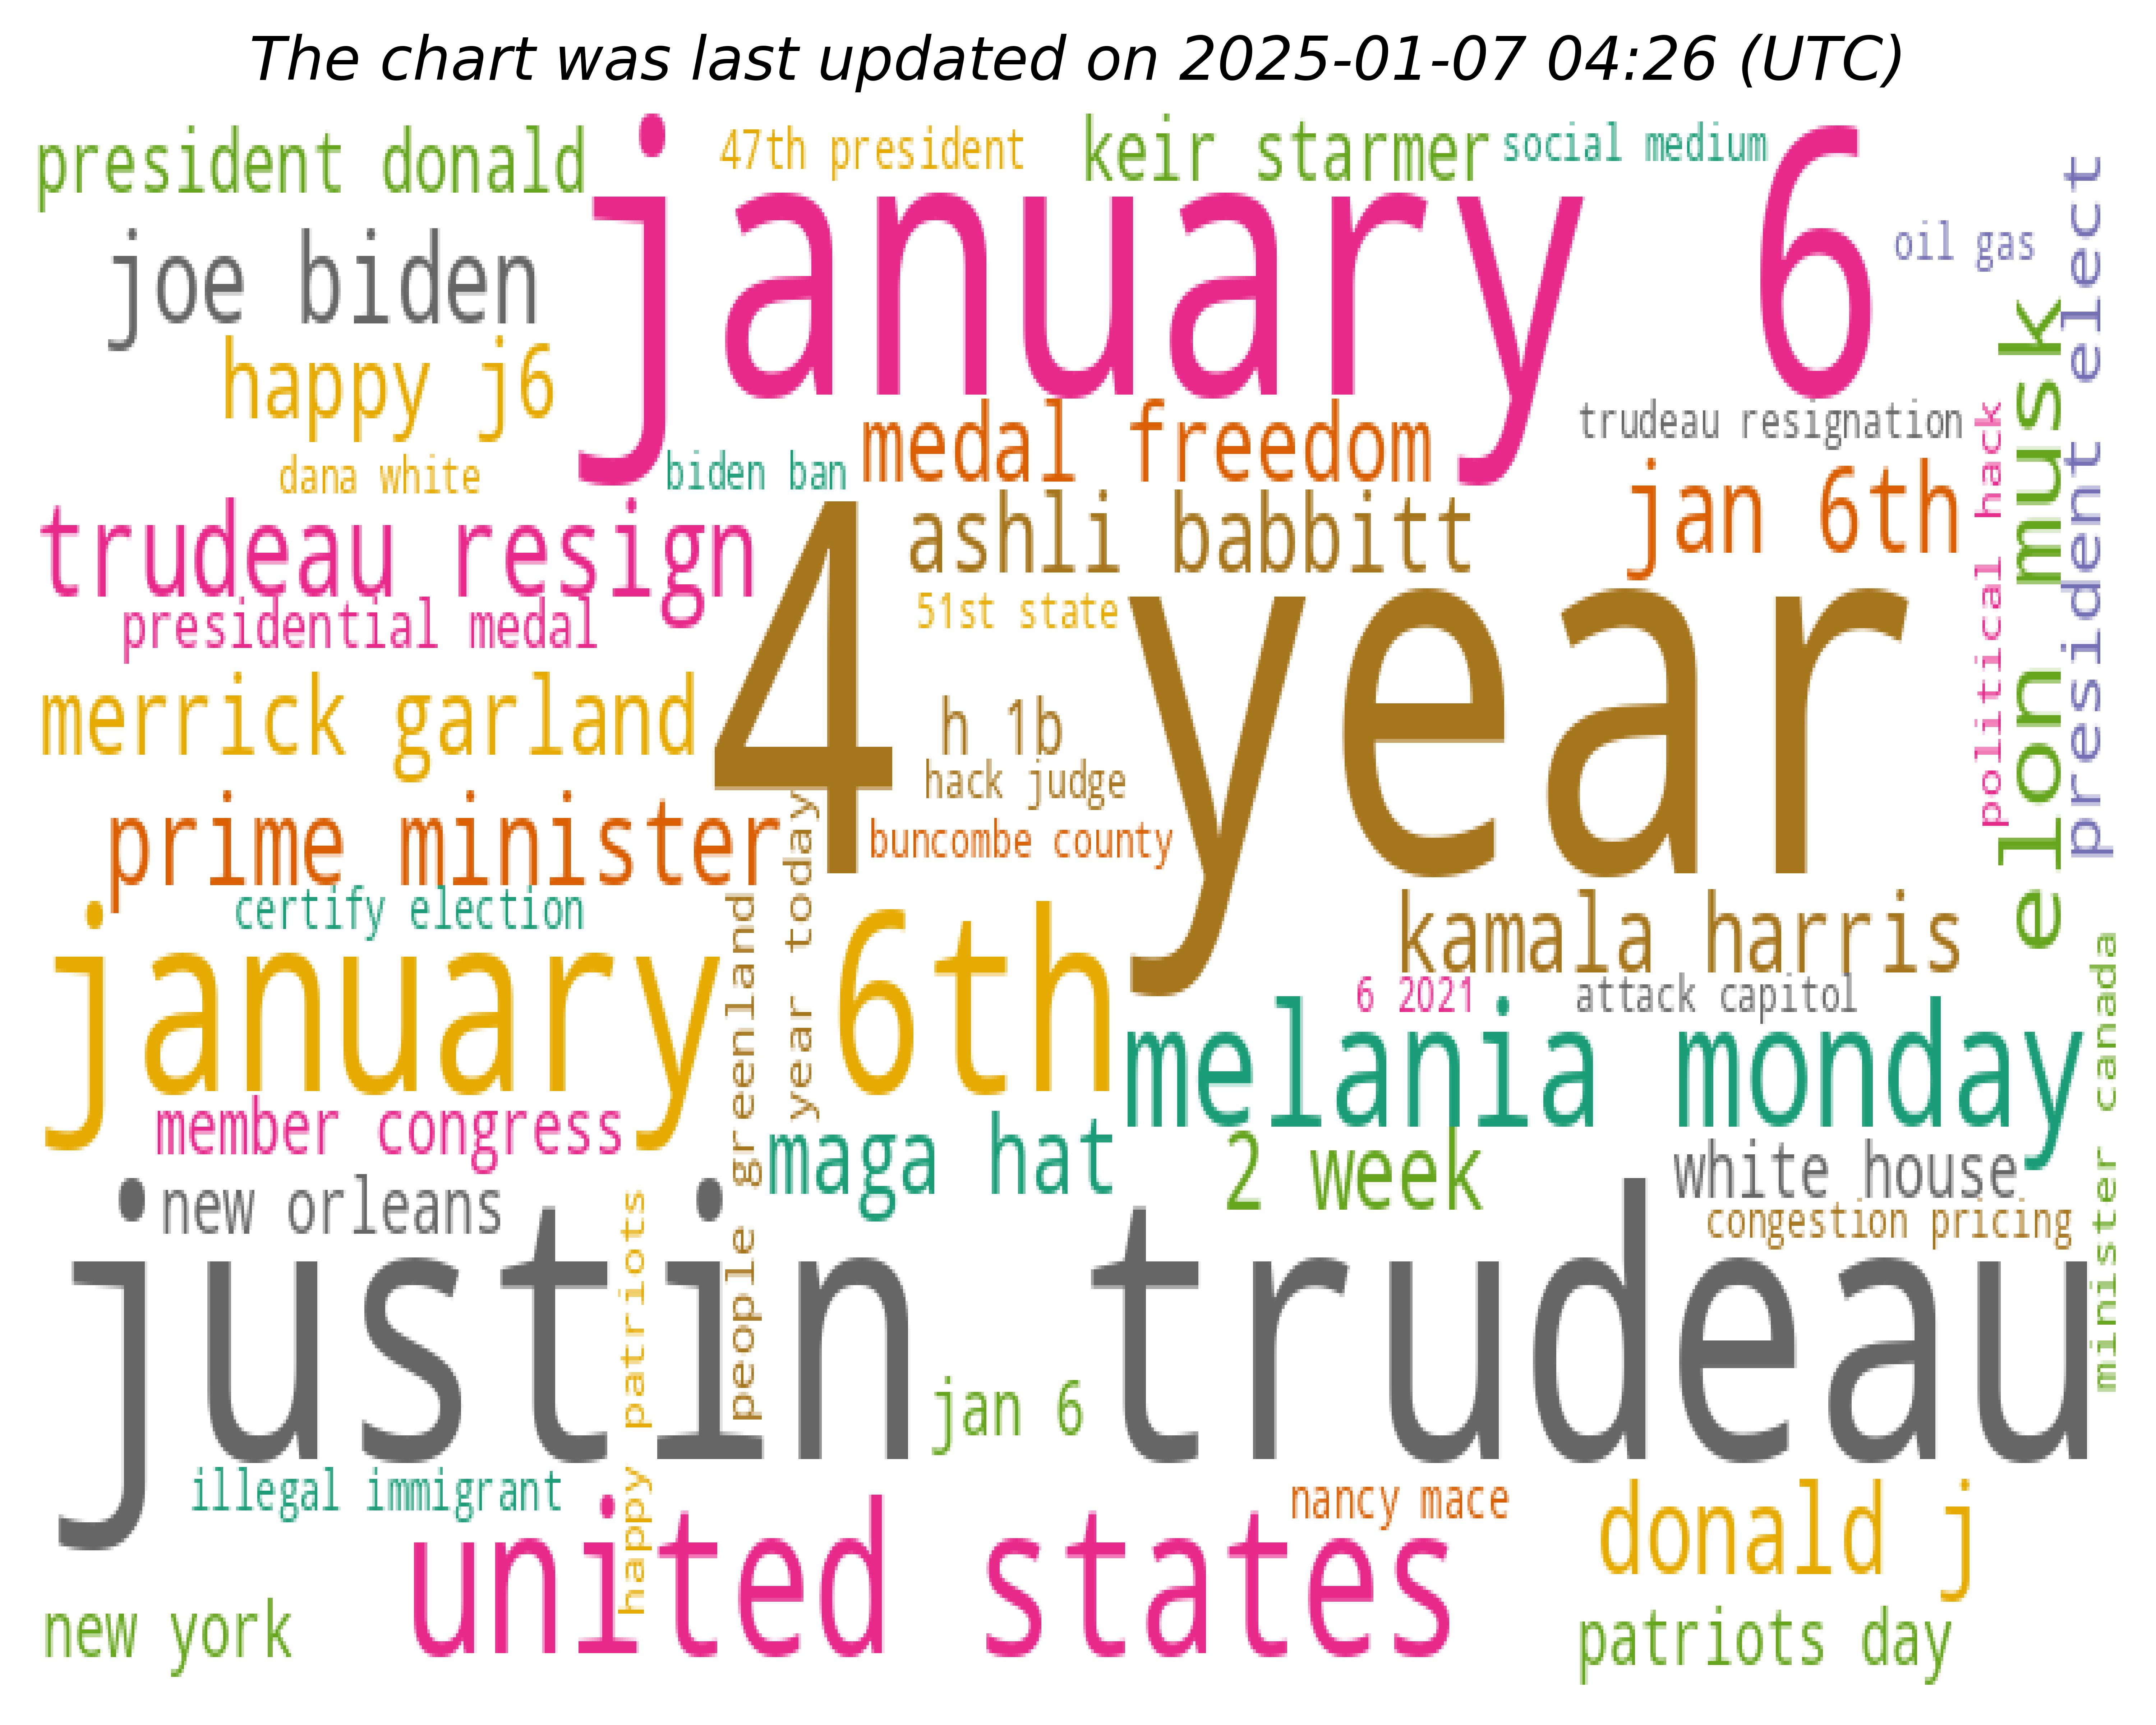 The chart was last updated on 2025-01-07 04:26 (UTC)
president donald
january 6
47th president
keir starmer
social medium
joe biden
oil gas
president elect
elon musk
happy j6
medal freedom
trudeau resignation
political hack
dana white
biden ban
jan 6th
trudeau resign
ashli babbitt
4 year
51st state
presidential medal
merrick garland
h 1b
hack judge
prime minister
buncombe county
year today
certify election
people greenland
kamala harris
january 6th
6 2021
attack capitol
melania monday
minister canada
member congress
maga hat
2 week
white house
new orleans
congestion pricing
justin trudeau
happy patriots
jan 6
illegal immigrant
nancy mace
united states
donald j
new york
patriots day